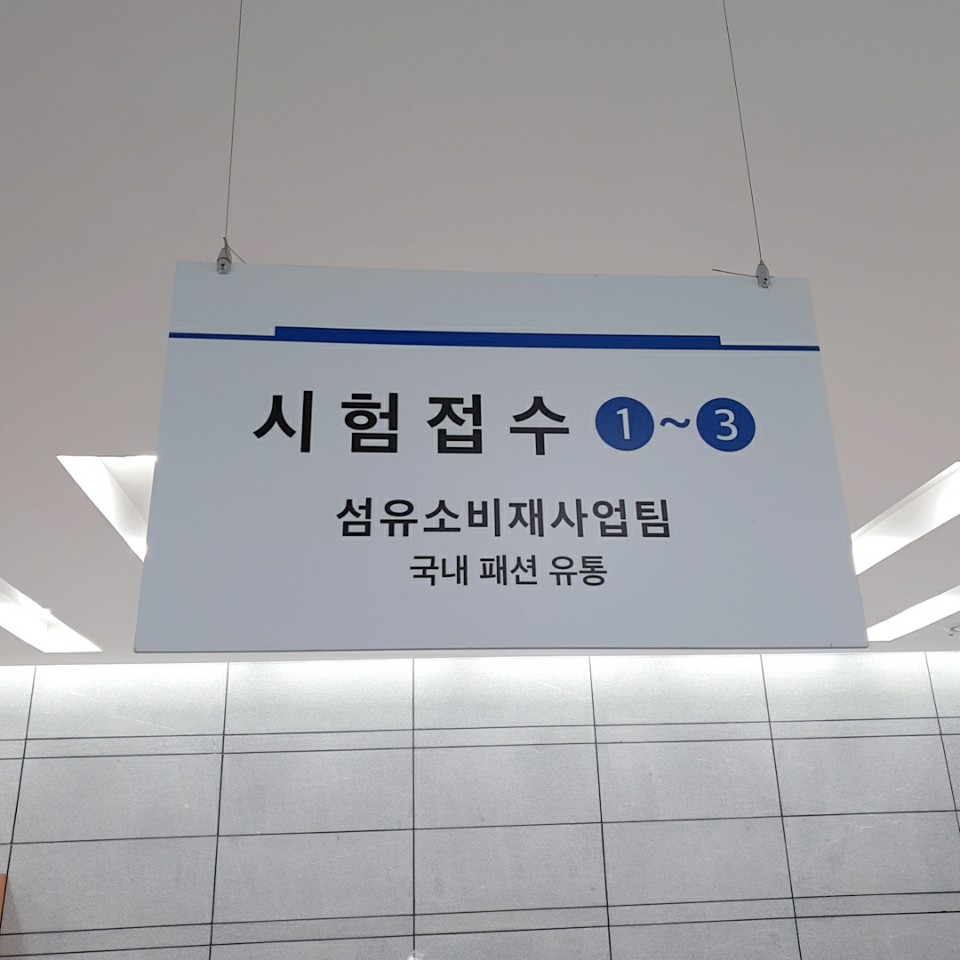 시험접수 1~3
섬유소비재사업팀
국내 패션 유통